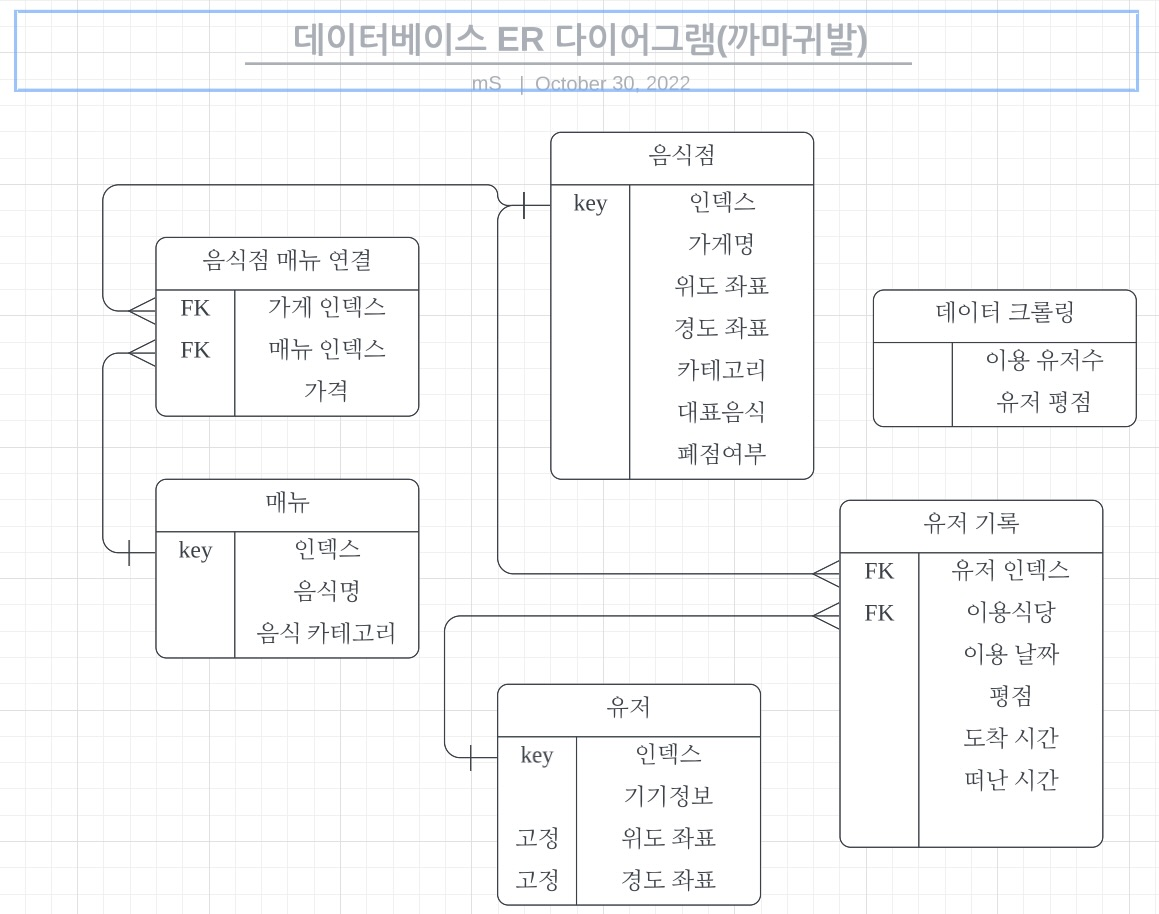 데이터베이스 ER 다이어그램(까마귀발)
mS | October 30, 2022
음식점
key 인덱스
가게명
위도 좌표
경도 좌표
카테고리
대표음식
폐점여부
음식점 매뉴 연결
FK 가게 인덱스
FK 매뉴 인덱스
가격
데이터 크롤링
이용 유저수
유저 평점
매뉴
key 인덱스
음식명
음식 카테고리
유저 기록
FK 유저 인덱스
FK 이용식당
이용 날짜
평점
도착 시간
떠난 시간
유저
key 인덱스
기기정보
고정 위도 좌표
고정 경도 좌표